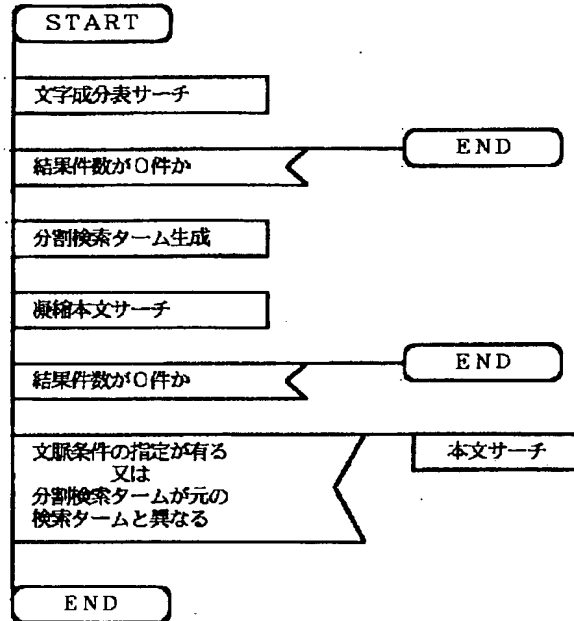 START
文字成分表サーチ
結果件数が０件か
END
分割検索ターム生成
凝縮本文サーチ
結果件数が０件か
END
文脈条件の指定が有る
又は
分割検索タームが元の
検索タームと異なる
本文サーチ
END